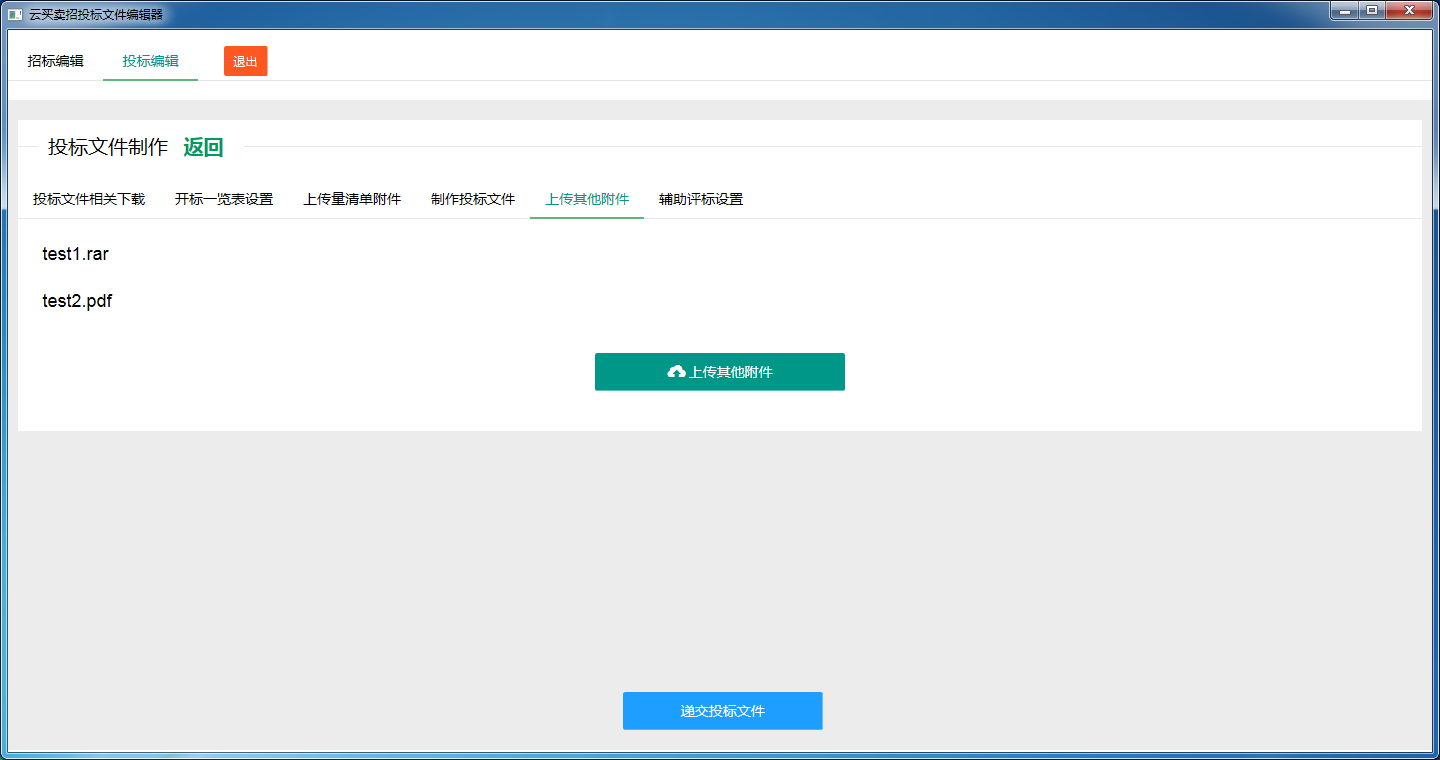 云买卖招投标文件编辑器
招标编辑 投标编辑 退出
投标文件制作 返回
投标文件相关下载 开标一览表设置 上传量清单附件 制作投标文件 上传其他附件 辅助评标设置
test1.rar
test2.pdf
上传其他附件
递交投标文件